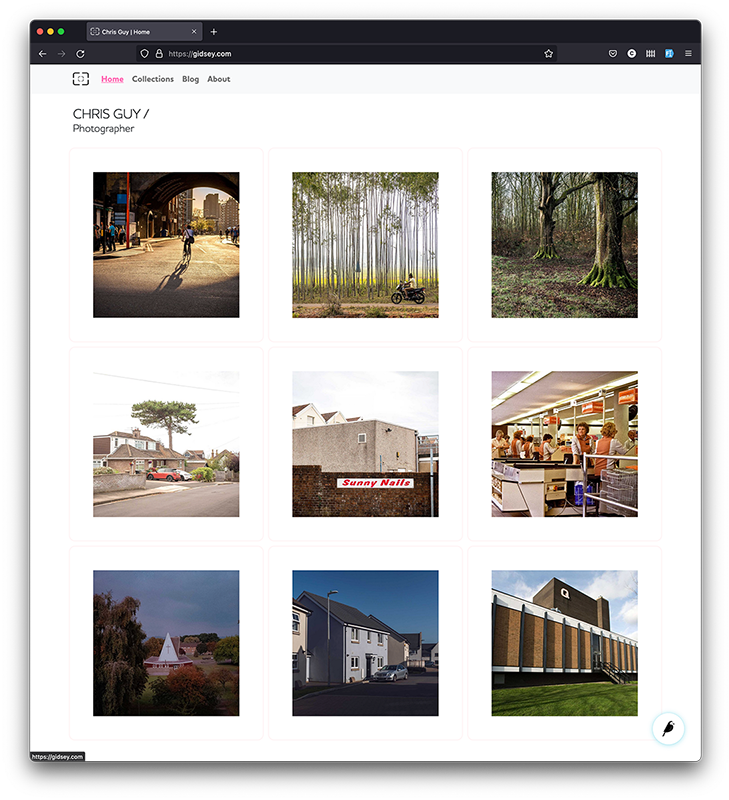 Chris Guy | Home
https://gidsey.com
Home Collections Blog About
CHRIS GUY /
Photographer
Sunny Nails
Q
https://gidsey.com